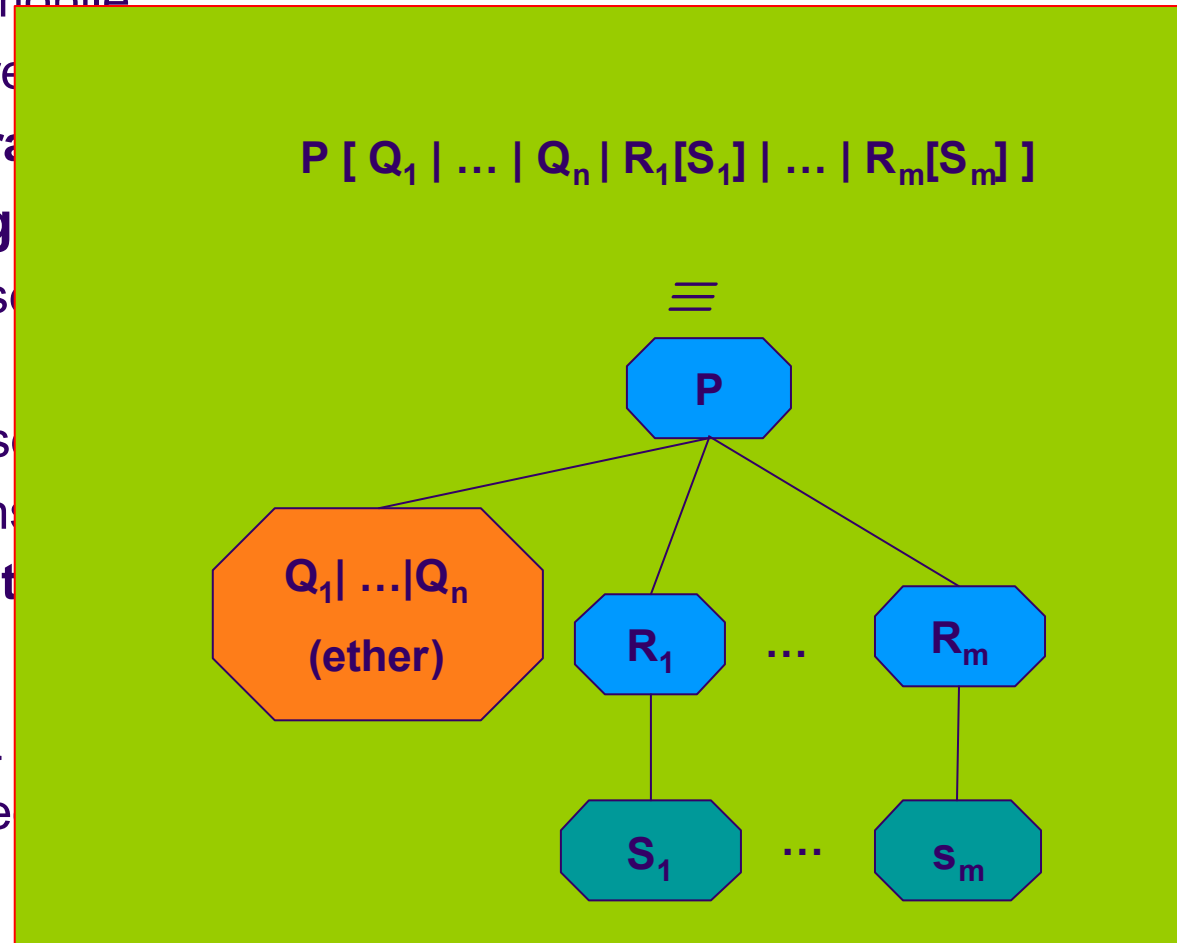 P [ Q₁ | … | Qₙ | R₁[S₁] | … | Rₘ[Sₘ] ]
≡
P
Q₁| …|Qₙ
(ether)
R₁ … Rₘ
S₁ … sₘ